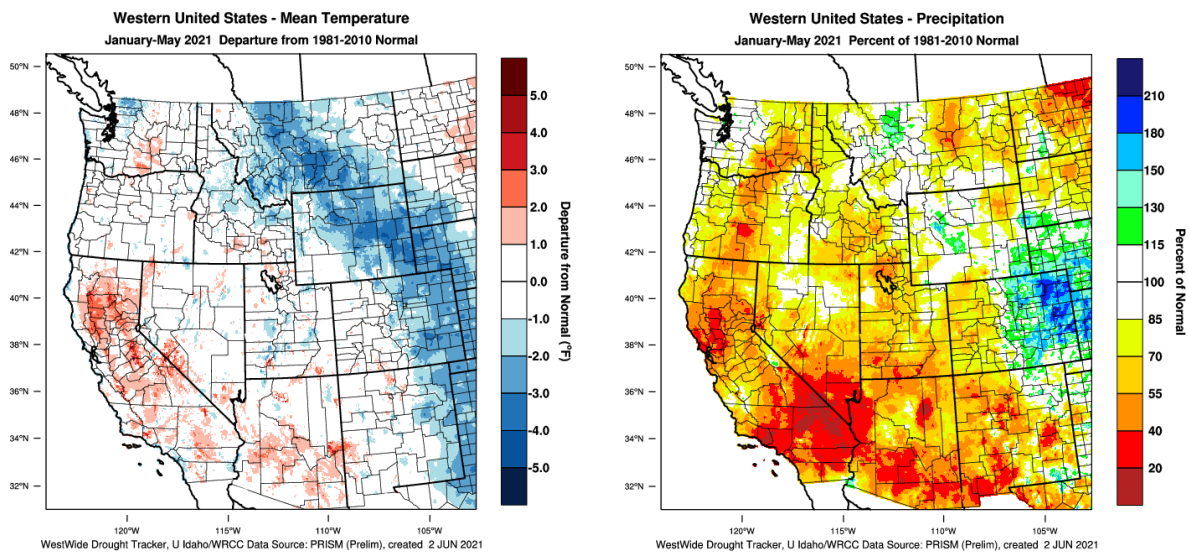 Western United States - Mean Temperature
January-May 2021 Departure from 1981-2010 Normal
50°N
48°N
46°N
44°N
42°N
40°N
38°N
36°N
34°N
32°N
120°W 115°W 110°W 105°W
5.0
4.0
3.0
2.0
1.0
0.0
-1.0
-2.0
-3.0
-4.0
-5.0
Departure from Normal (°F)
WestWide Drought Tracker, U Idaho/WRCC Data Source: PRISM (Prelim), created 2 JUN 2021
Western United States - Precipitation
January-May 2021 Percent of 1981-2010 Normal
50°N
48°N
46°N
44°N
42°N
40°N
38°N
36°N
34°N
32°N
120°W 115°W 110°W 105°W
210
180
150
130
115
100
85
70
55
40
20
Percent of Normal
WestWide Drought Tracker, U Idaho/WRCC Data Source: PRISM (Prelim), created 2 JUN 2021